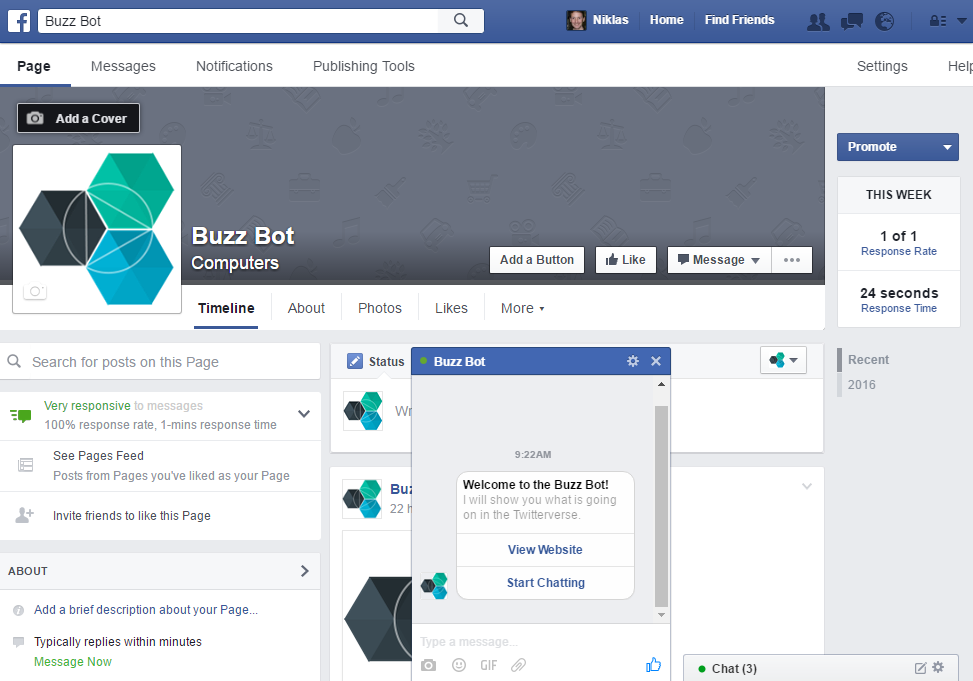 Buzz Bot
Niklas
Home
Find Friends
Page
Messages
Notifications
Publishing Tools
Settings
Help
Add a Cover
Buzz Bot
Computers
Add a Button
Like
Message
Promote
THIS WEEK
1 of 1
Response Rate
24 seconds
Response Time
Recent
2016
Timeline
About
Photos
Likes
More
Search for posts on this Page
Very responsive to messages
100% response rate, 1-mins response time
See Pages Feed
Posts from Pages you've liked as your Page
Invite friends to like this Page
ABOUT
Add a brief description about your Page...
Typically replies within minutes
Message Now
Status
Wr
Buz
22 h
Buzz Bot
9:22AM
Welcome to the Buzz Bot!
I will show you what is going
on in the Twitterverse.
View Website
Start Chatting
Type a message...
GIF
Chat (3)